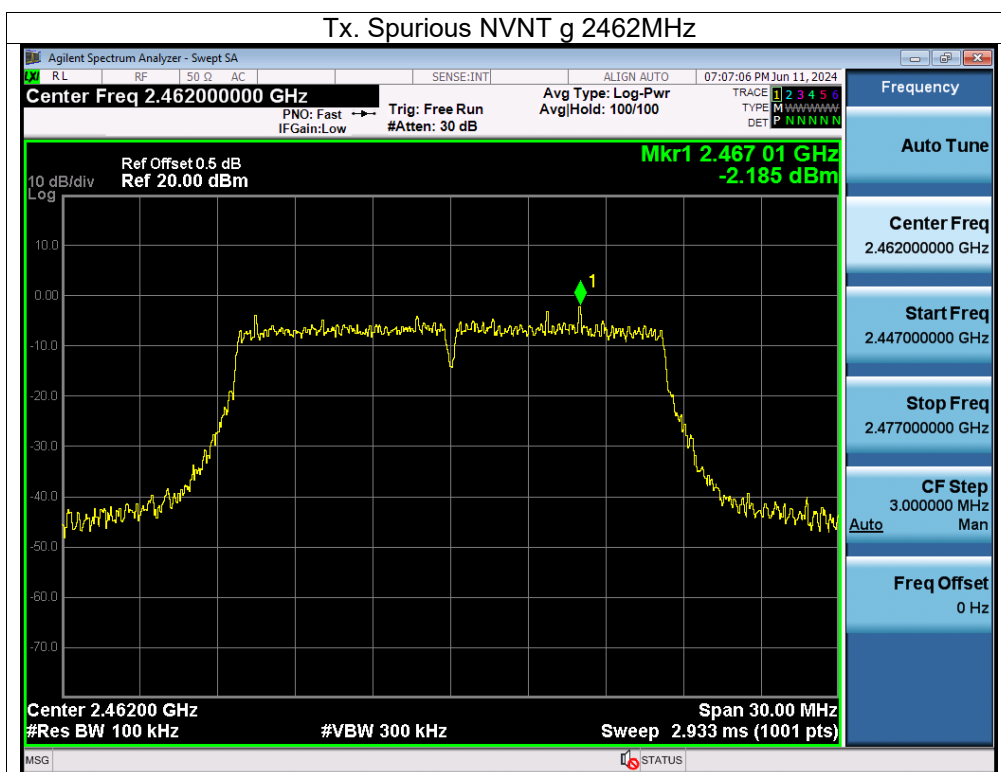 Tx. Spurious NVNT g 2462MHz
Agilent Spectrum Analyzer - Swept SA
LXI RL RF 50 Ω AC SENSE:INT ALIGN AUTO 07:07:06 PM Jun 11, 2024
Center Freq 2.462000000 GHz
PNO: Fast
IFGain:Low
Trig: Free Run
#Atten: 30 dB
Avg Type: Log-Pwr
Avg|Hold: 100/100
TRACE 1 2 3 4 5 6
TYPE M WWWWW
DET P N N N N N
Mkr1 2.467 01 GHz
-2.185 dBm
Ref Offset 0.5 dB
10 dB/div Ref 20.00 dBm
Log
10.0
0.00
-10.0
-20.0
-30.0
-40.0
-50.0
-60.0
-70.0
1
Center 2.46200 GHz Span 30.00 MHz
#Res BW 100 kHz #VBW 300 kHz Sweep 2.933 ms (1001 pts)
MSG STATUS
Frequency
Auto Tune
Center Freq
2.462000000 GHz
Start Freq
2.447000000 GHz
Stop Freq
2.477000000 GHz
CF Step
3.000000 MHz
Auto Man
Freq Offset
0 Hz